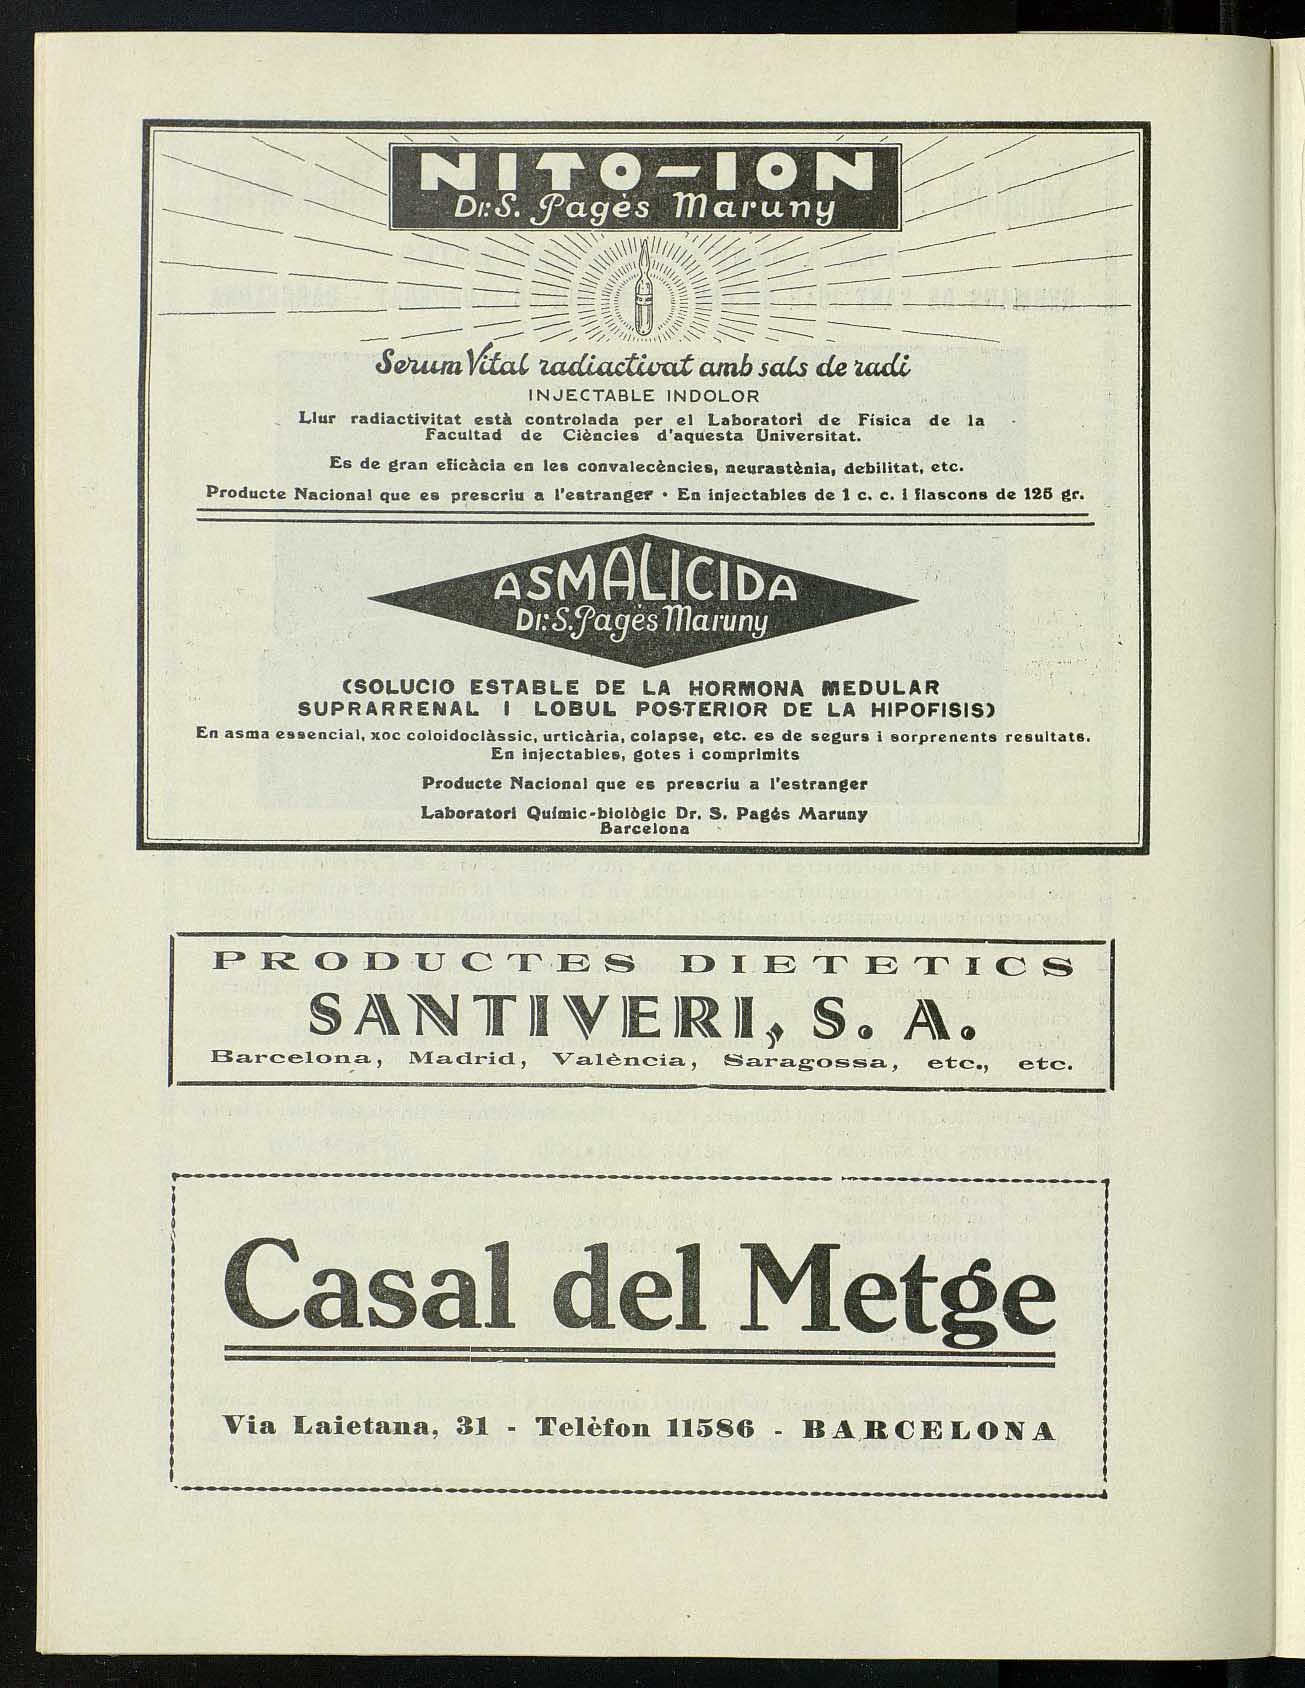 NITO-ION
Dr. S. Pagès Maruny
Serum Vital radiactivat amb sals de radi
INJECTABLE INDOLOR
Llur radiactivitat està controlada per el Laboratori de Física de la
Facultad de Ciències d'aquesta Universitat.
Es de gran eficàcia en les convalecències, neurastènia, debilitat, etc.
Producte Nacional que es prescriu a l'estranger • En injectables de 1 c. c. i flascons de 125 gr.
ASMALICIDA
Dr. S. Pagès Maruny
(SOLUCIO ESTABLE DE LA HORMONA MEDULAR
SUPRARRENAL I LOBUL POSTERIOR DE LA HIPOFISIS)
En asma essencial, xoc coloidoclàssic, urticària, colapse, etc. es de segurs i sorprenents resultats.
En injectables, gotes i comprimits
Producte Nacional que es prescriu a l'estranger
Laboratori Químic-biològic Dr. S. Pagés Maruny
Barcelona
PRODUCTES DIETETICS
SANTIVERI, S. A.
Barcelona, Madrid, València, Saragossa, etc., etc.
Casal del Metge
Via Laietana, 31 - Telèfon 11586 - BARCELONA